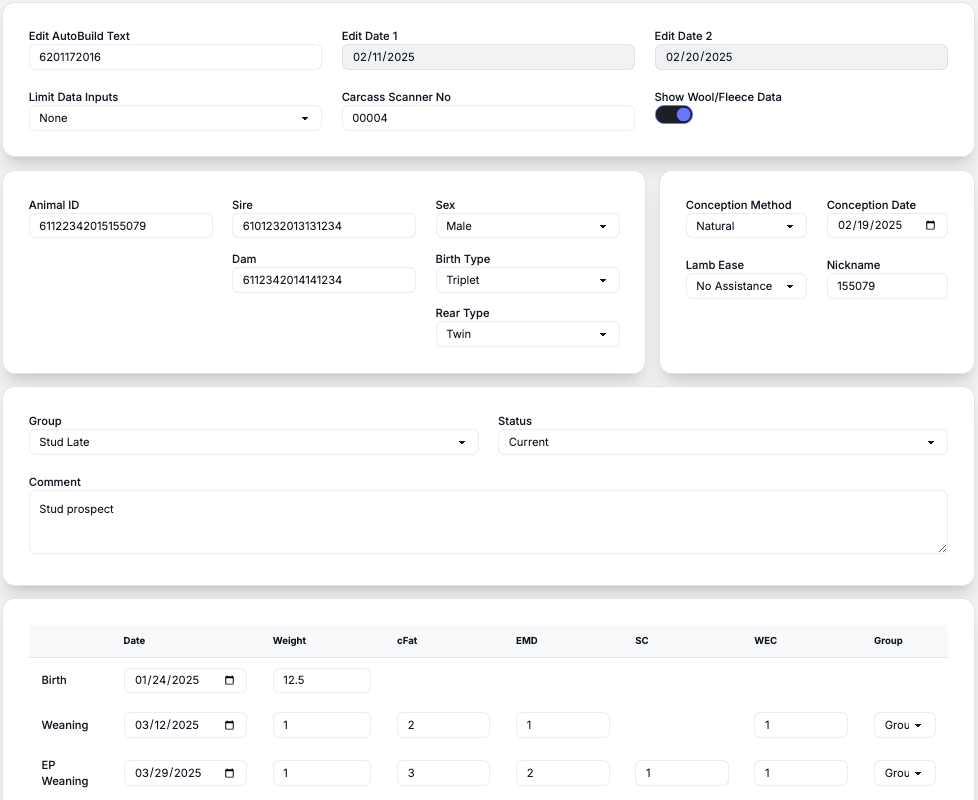 Edit AutoBuild Text Edit Date 1 Edit Date 2
6201172016 02/11/2025 02/20/2025
Limit Data Inputs Carcass Scanner No Show Wool/Fleece Data
None 00004
Animal ID Sire Sex
61122342015155079 6101232013131234 Male
Dam Birth Type
6112342014141234 Triplet
Rear Type
Twin
Conception Method Conception Date
Natural 02/19/2025
Lamb Ease Nickname
No Assistance 155079
Group Status
Stud Late Current
Comment
Stud prospect
Date Weight cFat EMD SC WEC Group
Birth 01/24/2025 12.5
Weaning 03/12/2025 1 2 1 1 Grou
EP
Weaning 03/29/2025 1 3 2 1 1 Grou